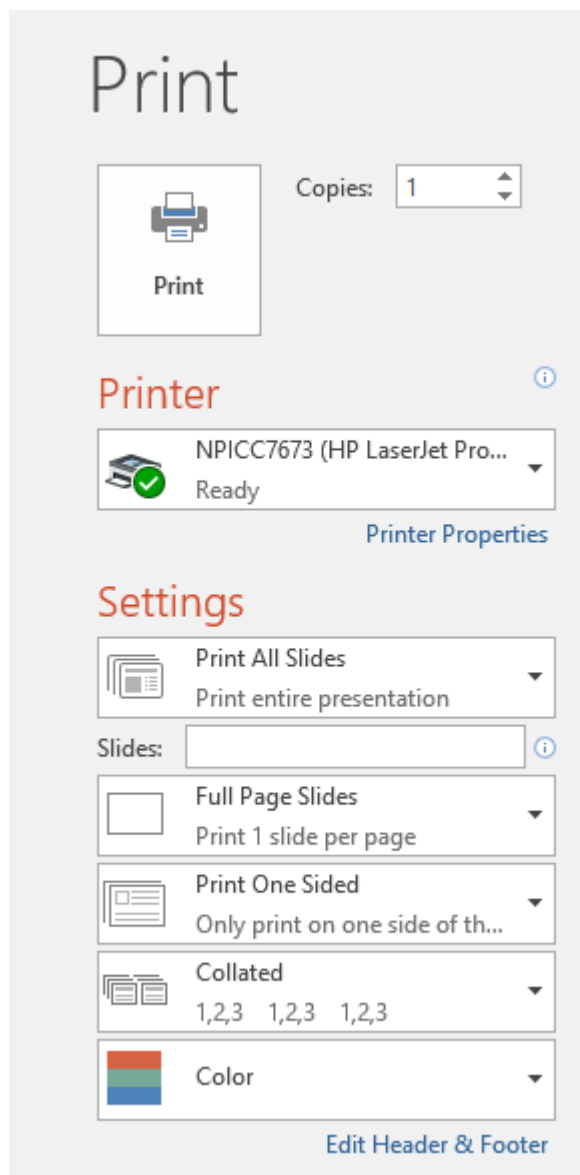 Print
Copies: 1
Print
Printer
NPICC7673 (HP LaserJet Pro...
Ready
Printer Properties
Settings
Print All Slides
Print entire presentation
Slides:
Full Page Slides
Print 1 slide per page
Print One Sided
Only print on one side of th...
Collated
1,2,3 1,2,3 1,2,3
Color
Edit Header & Footer